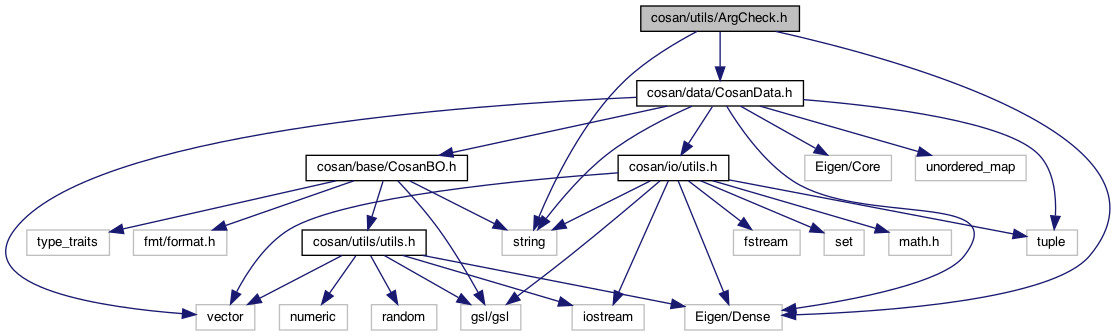 cosan/utils/ArgCheck.h
cosan/data/CosanData.h
cosan/base/CosanBO.h
cosan/io/utils.h
Eigen/Core
unordered_map
type_traits
fmt/format.h
cosan/utils/utils.h
string
fstream
set
math.h
tuple
vector
numeric
random
gsl/gsl
iostream
Eigen/Dense